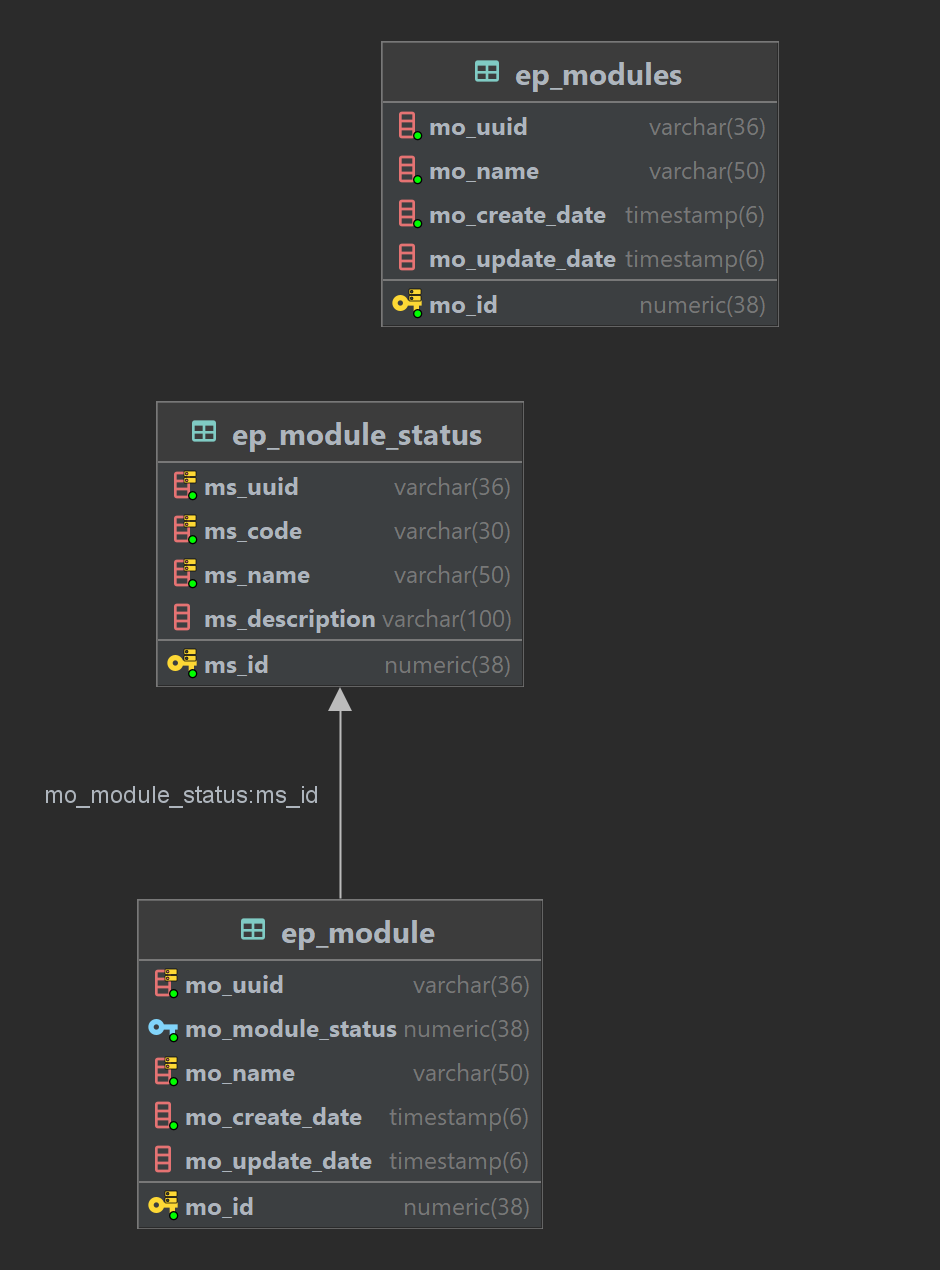 ep_modules
mo_uuid varchar(36)
mo_name varchar(50)
mo_create_date timestamp(6)
mo_update_date timestamp(6)
mo_id numeric(38)
ep_module_status
ms_uuid varchar(36)
ms_code varchar(30)
ms_name varchar(50)
ms_description varchar(100)
ms_id numeric(38)
mo_module_status:ms_id
ep_module
mo_uuid varchar(36)
mo_module_status numeric(38)
mo_name varchar(50)
mo_create_date timestamp(6)
mo_update_date timestamp(6)
mo_id numeric(38)